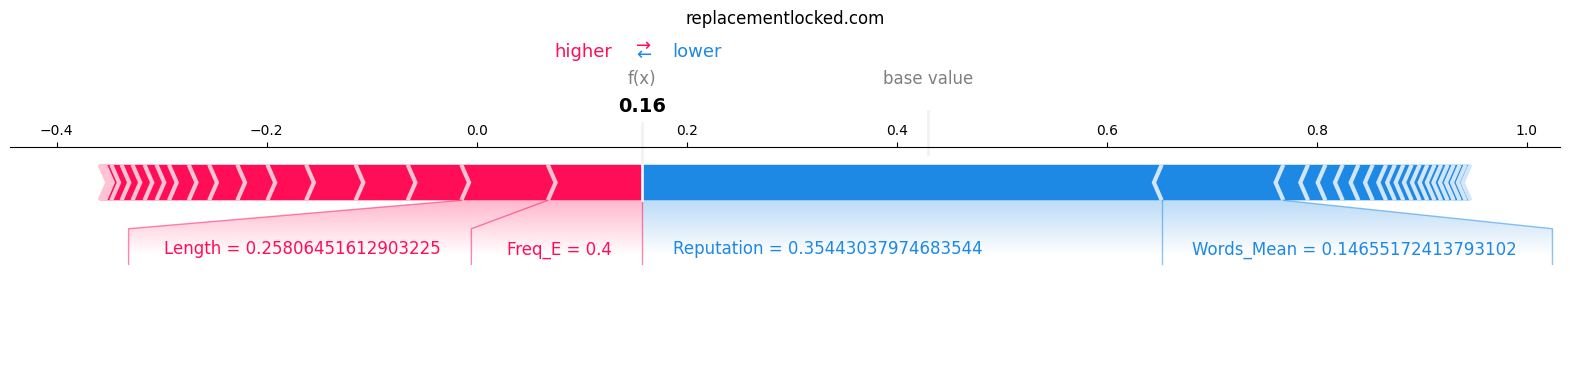 replacementlocked.com
higher ⇄ lower
f(x) base value
0.16
−0.4 −0.2 0.0 0.2 0.4 0.6 0.8 1.0
Length = 0.25806451612903225 Freq_E = 0.4 Reputation = 0.35443037974683544 Words_Mean = 0.14655172413793102